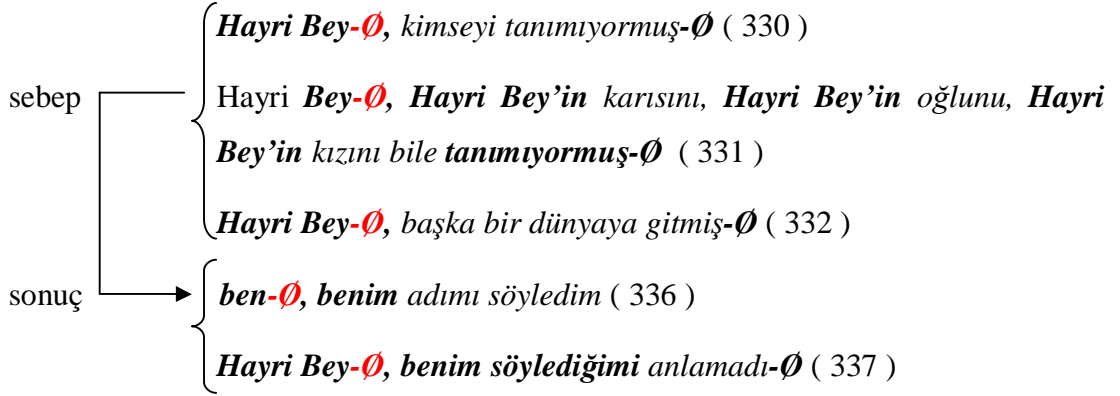 Hayri Bey-Ø, kimseyi tanımıyormuş-Ø ( 330 )
sebep
Hayri Bey-Ø, Hayri Bey’in karısını, Hayri Bey’in oğlunu, Hayri
Bey’in kızını bile tanımıyormuş-Ø ( 331 )
Hayri Bey-Ø, başka bir dünyaya gitmiş-Ø ( 332 )
sonuç
ben-Ø, benim adımı söyledim ( 336 )
Hayri Bey-Ø, benim söylediğimi anlamadı-Ø ( 337 )